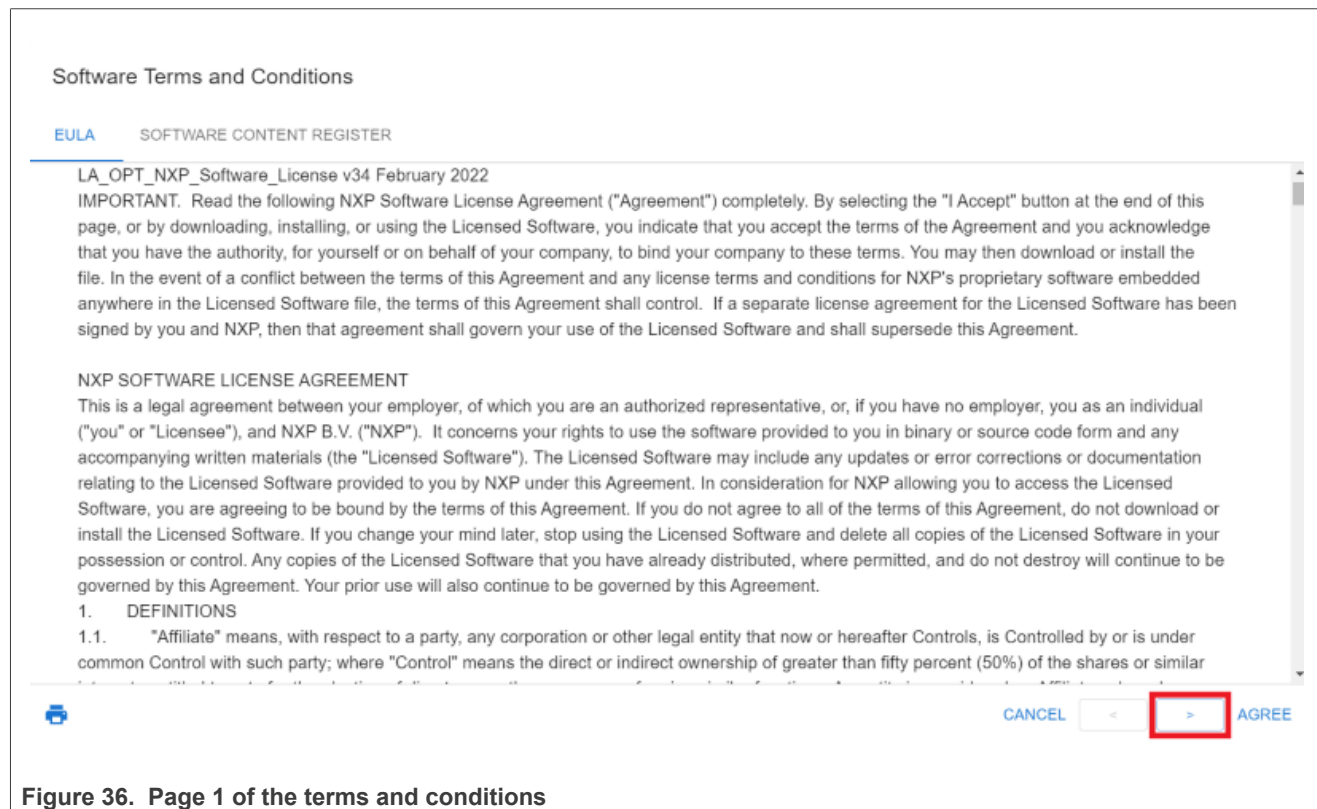 Software Terms and Conditions
EULA SOFTWARE CONTENT REGISTER
LA_OPT_NXP_Software_License v34 February 2022
IMPORTANT. Read the following NXP Software License Agreement ("Agreement") completely. By selecting the "I Accept" button at the end of this
page, or by downloading, installing, or using the Licensed Software, you indicate that you accept the terms of the Agreement and you acknowledge
that you have the authority, for yourself or on behalf of your company, to bind your company to these terms. You may then download or install the
file. In the event of a conflict between the terms of this Agreement and any license terms and conditions for NXP's proprietary software embedded
anywhere in the Licensed Software file, the terms of this Agreement shall control. If a separate license agreement for the Licensed Software has been
signed by you and NXP, then that agreement shall govern your use of the Licensed Software and shall supersede this Agreement.
NXP SOFTWARE LICENSE AGREEMENT
This is a legal agreement between your employer, of which you are an authorized representative, or, if you have no employer, you as an individual
("you" or "Licensee"), and NXP B.V. ("NXP"). It concerns your rights to use the software provided to you in binary or source code form and any
accompanying written materials (the "Licensed Software"). The Licensed Software may include any updates or error corrections or documentation
relating to the Licensed Software provided to you by NXP under this Agreement. In consideration for NXP allowing you to access the Licensed
Software, you are agreeing to be bound by the terms of this Agreement. If you do not agree to all of the terms of this Agreement, do not download or
install the Licensed Software. If you change your mind later, stop using the Licensed Software and delete all copies of the Licensed Software in your
possession or control. Any copies of the Licensed Software that you have already distributed, where permitted, and do not destroy will continue to be
governed by this Agreement. Your prior use will also continue to be governed by this Agreement.
1. DEFINITIONS
1.1. "Affiliate" means, with respect to a party, any corporation or other legal entity that now or hereafter Controls, is Controlled by or is under
common Control with such party; where "Control" means the direct or indirect ownership of greater than fifty percent (50%) of the shares or similar
CANCEL < > AGREE
Figure 36. Page 1 of the terms and conditions